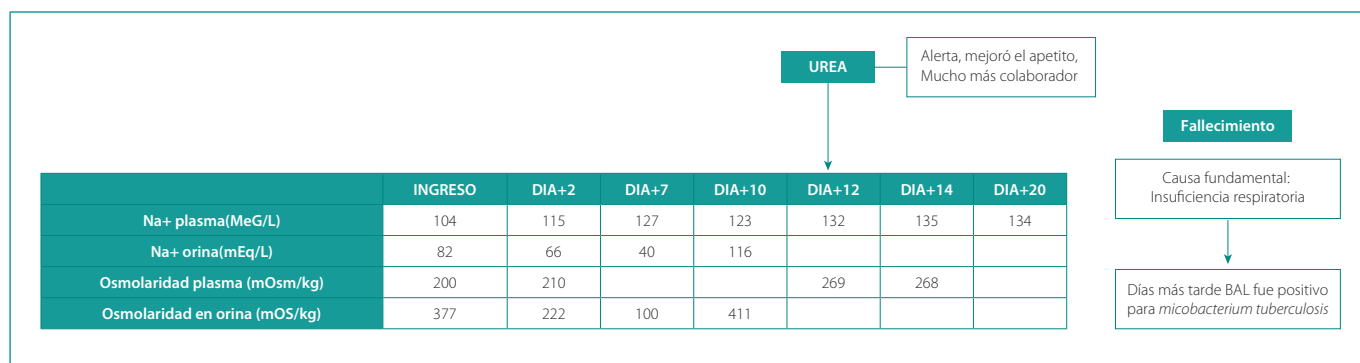 UREA
Alerta, mejoró el apetito,
Mucho más colaborador
Fallecimiento
Causa fundamental:
Insuficiencia respiratoria
Días más tarde BAL fue positivo
para micobacterium tuberculosis
INGRESO DIA+2 DIA+7 DIA+10 DIA+12 DIA+14 DIA+20
Na+ plasma(MeG/L) 104 115 127 123 132 135 134
Na+ orina(mEq/L) 82 66 40 116
Osmolaridad plasma (mOsm/kg) 200 210 269 268
Osmolaridad en orina (mOS/kg) 377 222 100 411